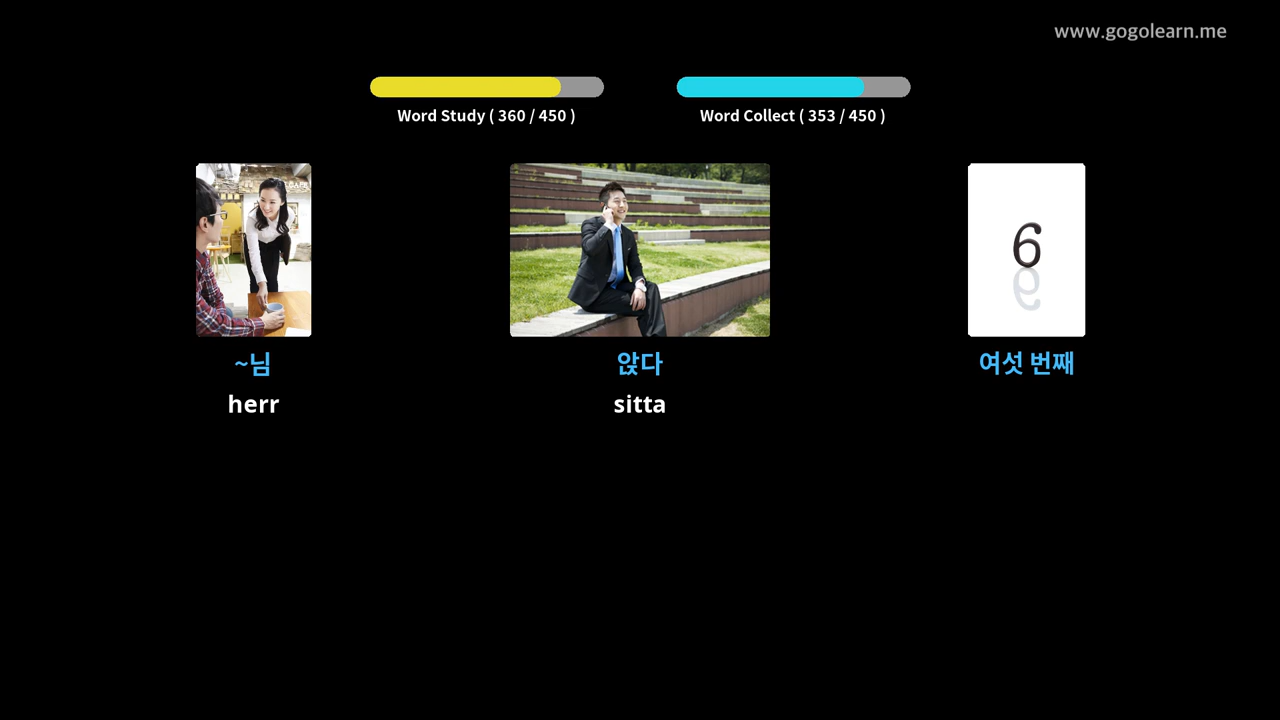 www.gogolearn.me
Word Study ( 360 / 450 )
Word Collect ( 353 / 450 )
6
~님
앉다
여섯 번째
herr
sitta